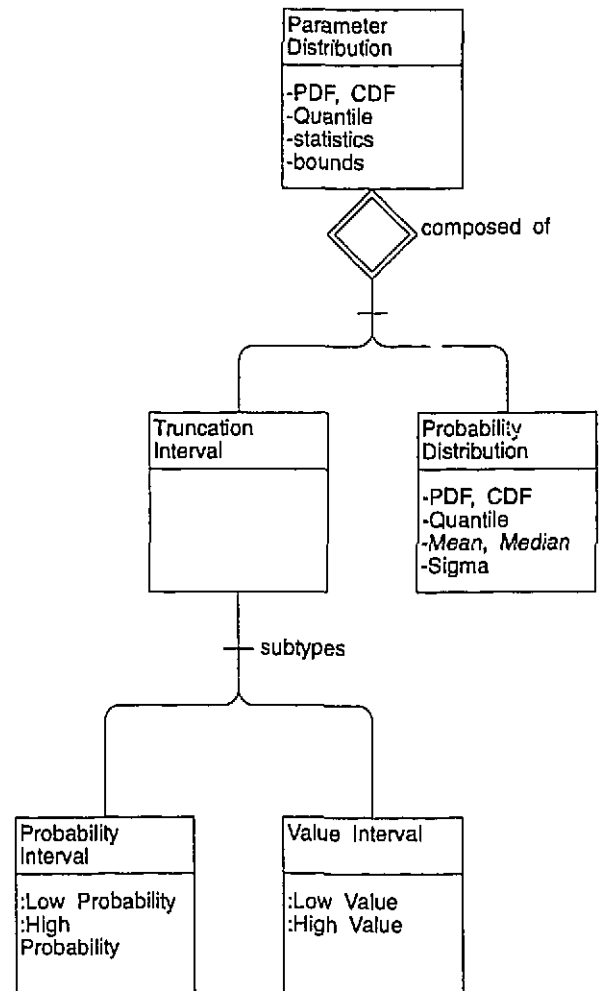 Parameter
Distribution
-PDF, CDF
-Quantile
-statistics
-bounds
composed of
Truncation
Interval
Probability
Distribution
-PDF, CDF
-Quantile
-Mean, Median
-Sigma
subtypes
Probability
Interval
:Low Probability
:High
Probability
Value Interval
:Low Value
:High Value